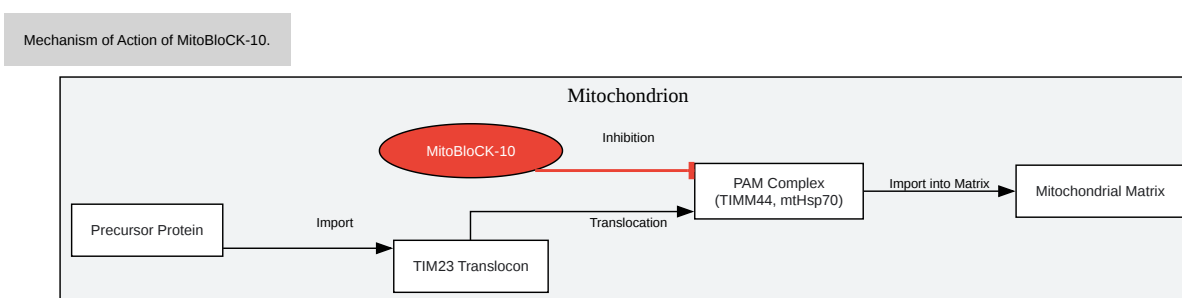 Mechanism of Action of MitoBloCK-10.
Mitochondrion
MitoBloCK-10
Inhibition
PAM Complex
(TIMM44, mtHsp70)
Import into Matrix
Mitochondrial Matrix
Precursor Protein
Import
Translocation
TIM23 Translocon